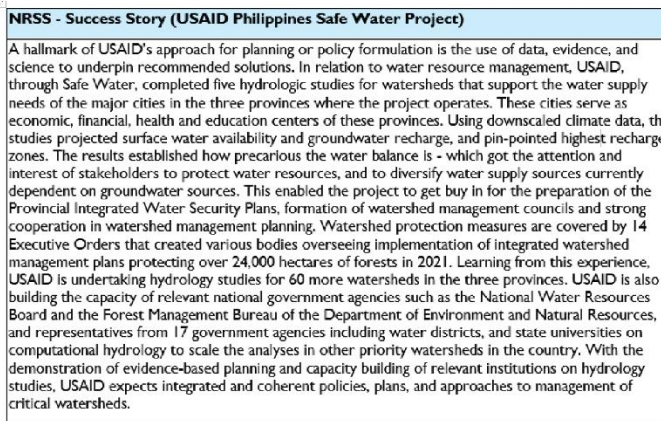 NRSS - Success Story (USAID Philippines Safe Water Project)
A hallmark of USAID's approach for planning or policy formulation is the use of data, evidence, and
science to underpin recommended solutions. In relation to water resource management, USAID,
through Safe Water, completed five hydrologic studies for watersheds that support the water supply
needs of the major cities in the three provinces where the project operates. These cities serve as
economic, financial, health and education centers of these provinces. Using downscaled climate data, th
studies projected surface water availability and groundwater recharge, and pin-pointed highest recharge
zones. The results established how precarious the water balance is - which got the attention and
interest of stakeholders to protect water resources, and to diversify water supply sources currently
dependent on groundwater sources. This enabled the project to get buy in for the preparation of the
Provincial Integrated Water Security Plans, formation of watershed management councils and strong
cooperation in watershed management planning. Watershed protection measures are covered by 14
Executive Orders that created various bodies overseeing implementation of integrated watershed
management plans protecting over 24,000 hectares of forests in 2021. Learning from this experience,
USAID is undertaking hydrology studies for 60 more watersheds in the three provinces. USAID is also
building the capacity of relevant national government agencies such as the National Water Resources
Board and the Forest Management Bureau of the Department of Environment and Natural Resources,
and representatives from 17 government agencies including water districts, and state universities on
computational hydrology to scale the analyses in other priority watersheds in the country. With the
demonstration of evidence-based planning and capacity building of relevant institutions on hydrology
studies, USAID expects integrated and coherent policies, plans, and approaches to management of
critical watersheds.